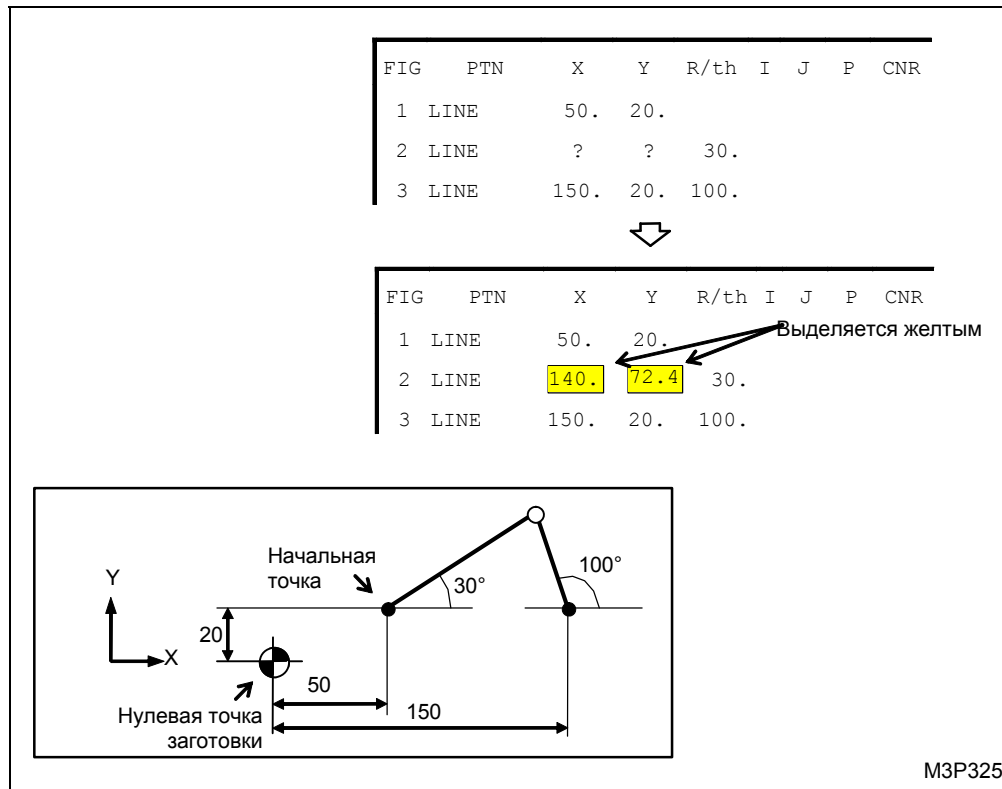 FIG PTN X Y R/th I J P CNR
1 LINE 50. 20.
2 LINE ? ? 30.
3 LINE 150. 20. 100.
FIG PTN X Y R/th I J P CNR
Выделяется желтым
1 LINE 50. 20.
2 LINE 140. 72.4 30.
3 LINE 150. 20. 100.
Начальная
точка
30°
100°
Y
X
20
50
150
Нулевая точка
заготовки
M3P325